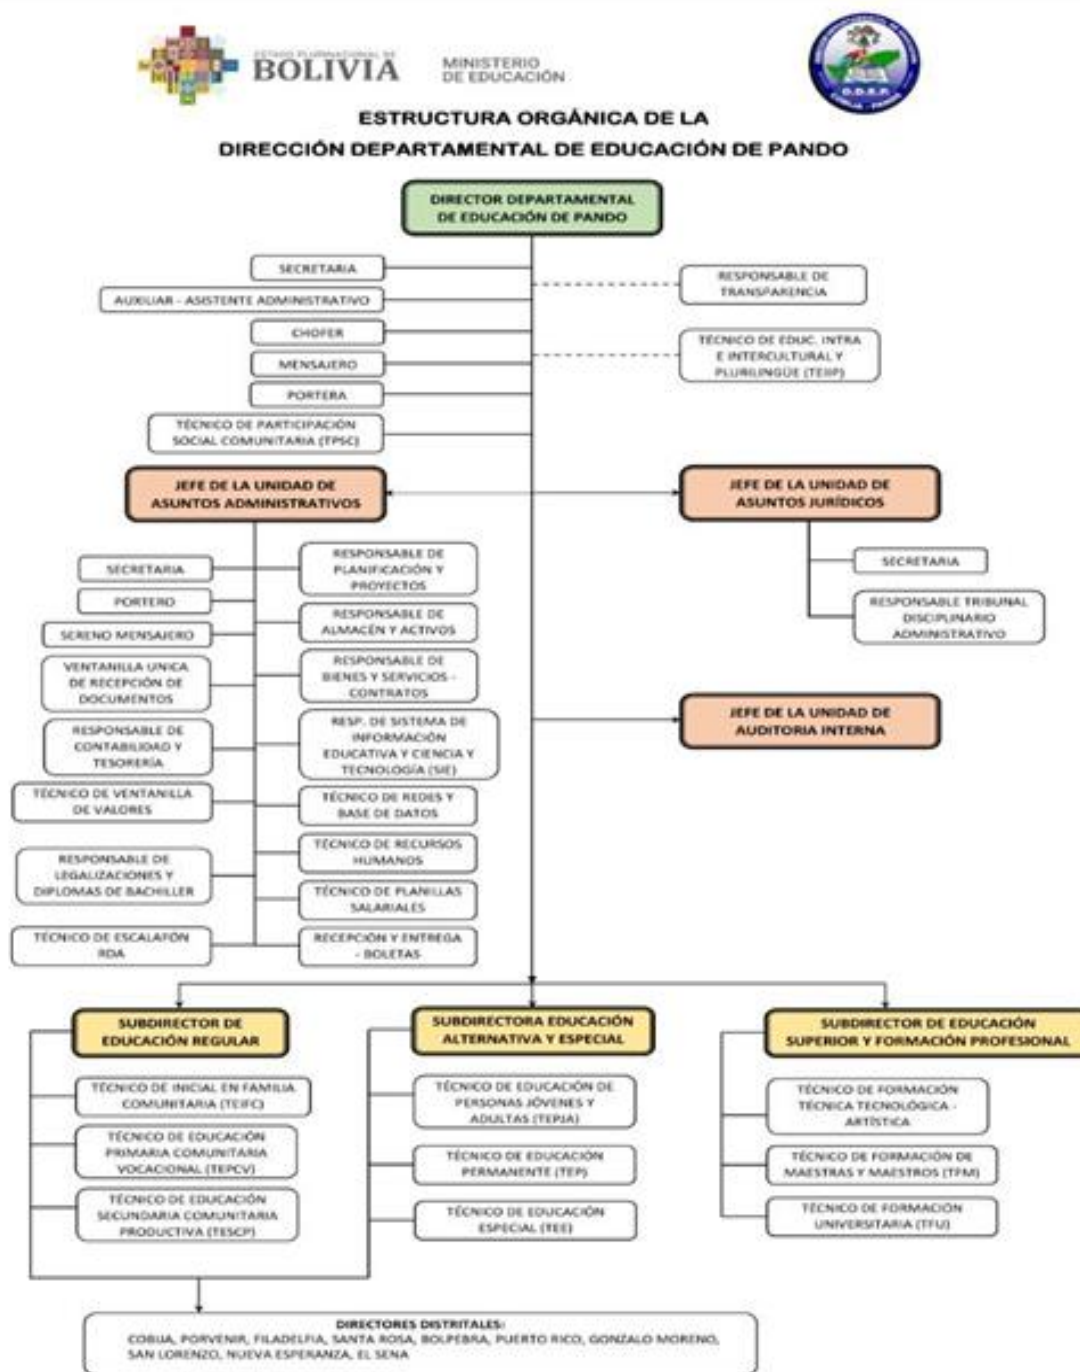 ESTADO PLURINACIONAL DE
BOLIVIA
MINISTERIO
DE EDUCACIÓN
D.D.E.P.
COBIJA - PANDO
ESTRUCTURA ORGÁNICA DE LA
DIRECCIÓN DEPARTAMENTAL DE EDUCACIÓN DE PANDO
DIRECTOR DEPARTAMENTAL
DE EDUCACIÓN DE PANDO
SECRETARIA
AUXILIAR - ASISTENTE ADMINISTRATIVO
CHOFER
MENSAJERO
PORTERA
TÉCNICO DE PARTICIPACIÓN
SOCIAL COMUNITARIA (TPSC)
RESPONSABLE DE
TRANSPARENCIA
TÉCNICO DE EDUC. INTRA
E INTERCULTURAL Y
PLURILINGÜE (TEIIP)
JEFE DE LA UNIDAD DE
ASUNTOS ADMINISTRATIVOS
JEFE DE LA UNIDAD DE
ASUNTOS JURÍDICOS
SECRETARIA
PORTERO
SERENO MENSAJERO
VENTANILLA UNICA
DE RECEPCIÓN DE
DOCUMENTOS
RESPONSABLE DE
CONTABILIDAD Y
TESORERÍA
TÉCNICO DE VENTANILLA
DE VALORES
RESPONSABLE DE
LEGALIZACIONES Y
DIPLOMAS DE BACHILLER
TÉCNICO DE ESCALAFÓN
RDA
RESPONSABLE DE
PLANIFICACIÓN Y
PROYECTOS
RESPONSABLE DE
ALMACÉN Y ACTIVOS
RESPONSABLE DE
BIENES Y SERVICIOS -
CONTRATOS
RESP. DE SISTEMA DE
INFORMACIÓN
EDUCATIVA Y CIENCIA Y
TECNOLOGÍA (SIE)
TÉCNICO DE REDES Y
BASE DE DATOS
TÉCNICO DE RECURSOS
HUMANOS
TÉCNICO DE PLANILLAS
SALARIALES
RECEPCIÓN Y ENTREGA
- BOLETAS
SECRETARIA
RESPONSABLE TRIBUNAL
DISCIPLINARIO
ADMINISTRATIVO
JEFE DE LA UNIDAD DE
AUDITORIA INTERNA
SUBDIRECTOR DE
EDUCACIÓN REGULAR
TÉCNICO DE INICIAL EN FAMILIA
COMUNITARIA (TEIFC)
TÉCNICO DE EDUCACIÓN
PRIMARIA COMUNITARIA
VOCACIONAL (TEPCV)
TÉCNICO DE EDUCACIÓN
SECUNDARIA COMUNITARIA
PRODUCTIVA (TESCP)
SUBDIRECTORA EDUCACIÓN
ALTERNATIVA Y ESPECIAL
TÉCNICO DE EDUCACIÓN DE
PERSONAS JÓVENES Y
ADULTAS (TEPJA)
TÉCNICO DE EDUCACIÓN
PERMANENTE (TEP)
TÉCNICO DE EDUCACIÓN
ESPECIAL (TEE)
SUBDIRECTOR DE EDUCACIÓN
SUPERIOR Y FORMACIÓN PROFESIONAL
TÉCNICO DE FORMACIÓN
TÉCNICA TECNOLÓGICA -
ARTÍSTICA
TÉCNICO DE FORMACIÓN DE
MAESTRAS Y MAESTROS (TFM)
TÉCNICO DE FORMACIÓN
UNIVERSITARIA (TFU)
DIRECTORES DISTRITALES:
COBIJA, PORVENIR, FILADELFIA, SANTA ROSA, BOLPEBRA, PUERTO RICO, GONZALO MORENO,
SAN LORENZO, NUEVA ESPERANZA, EL SENA